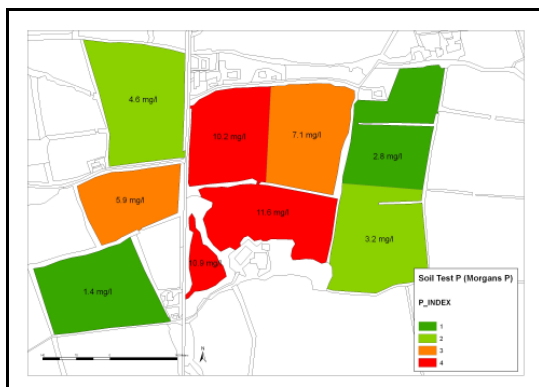 4.6 mg/l
10.2 mg/l
7.1 mg/l
2.8 mg/l
5.9 mg/l
11.6 mg/l
3.2 mg/l
10.9 mg/l
1.4 mg/l
Soil Test P (Morgans P)
P_INDEX
1
2
3
4
N